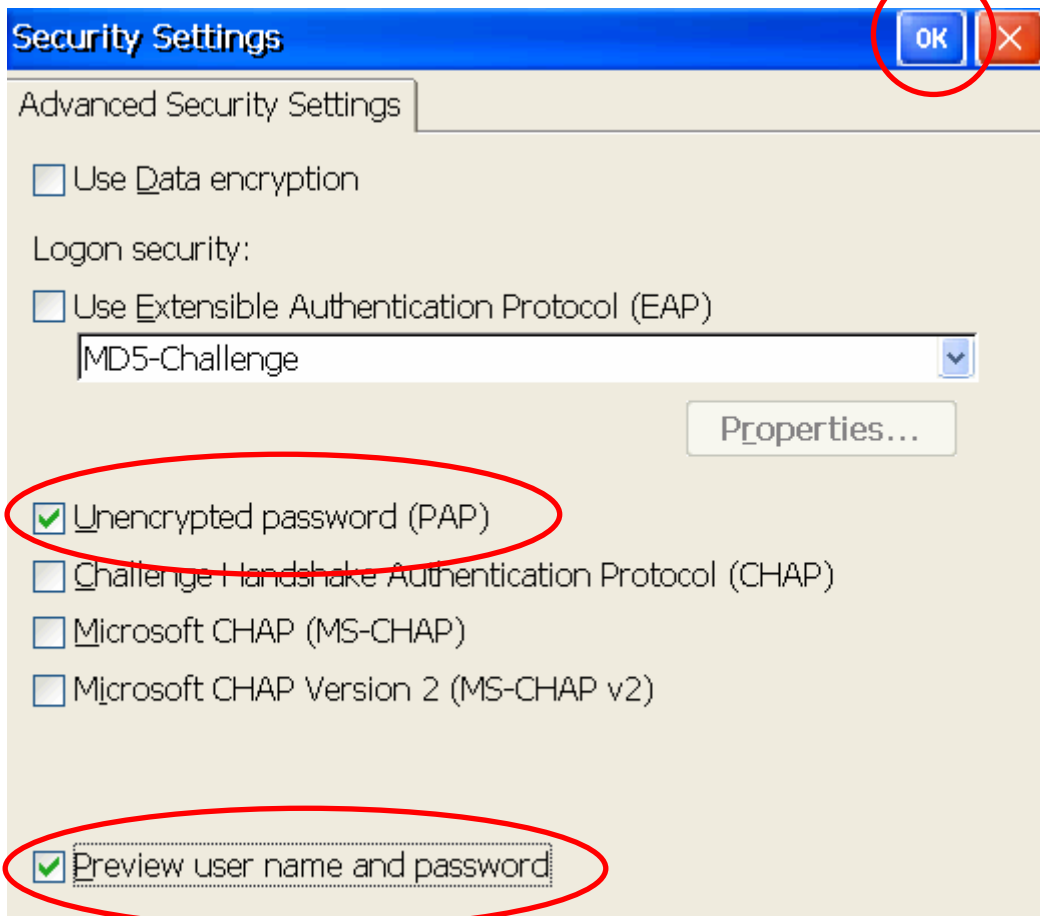 Security Settings OK
Advanced Security Settings
Use Data encryption
Logon security:
Use Extensible Authentication Protocol (EAP)
MD5-Challenge
Properties...
Unencrypted password (PAP)
Challenge Handshake Authentication Protocol (CHAP)
Microsoft CHAP (MS-CHAP)
Microsoft CHAP Version 2 (MS-CHAP v2)
Preview user name and password